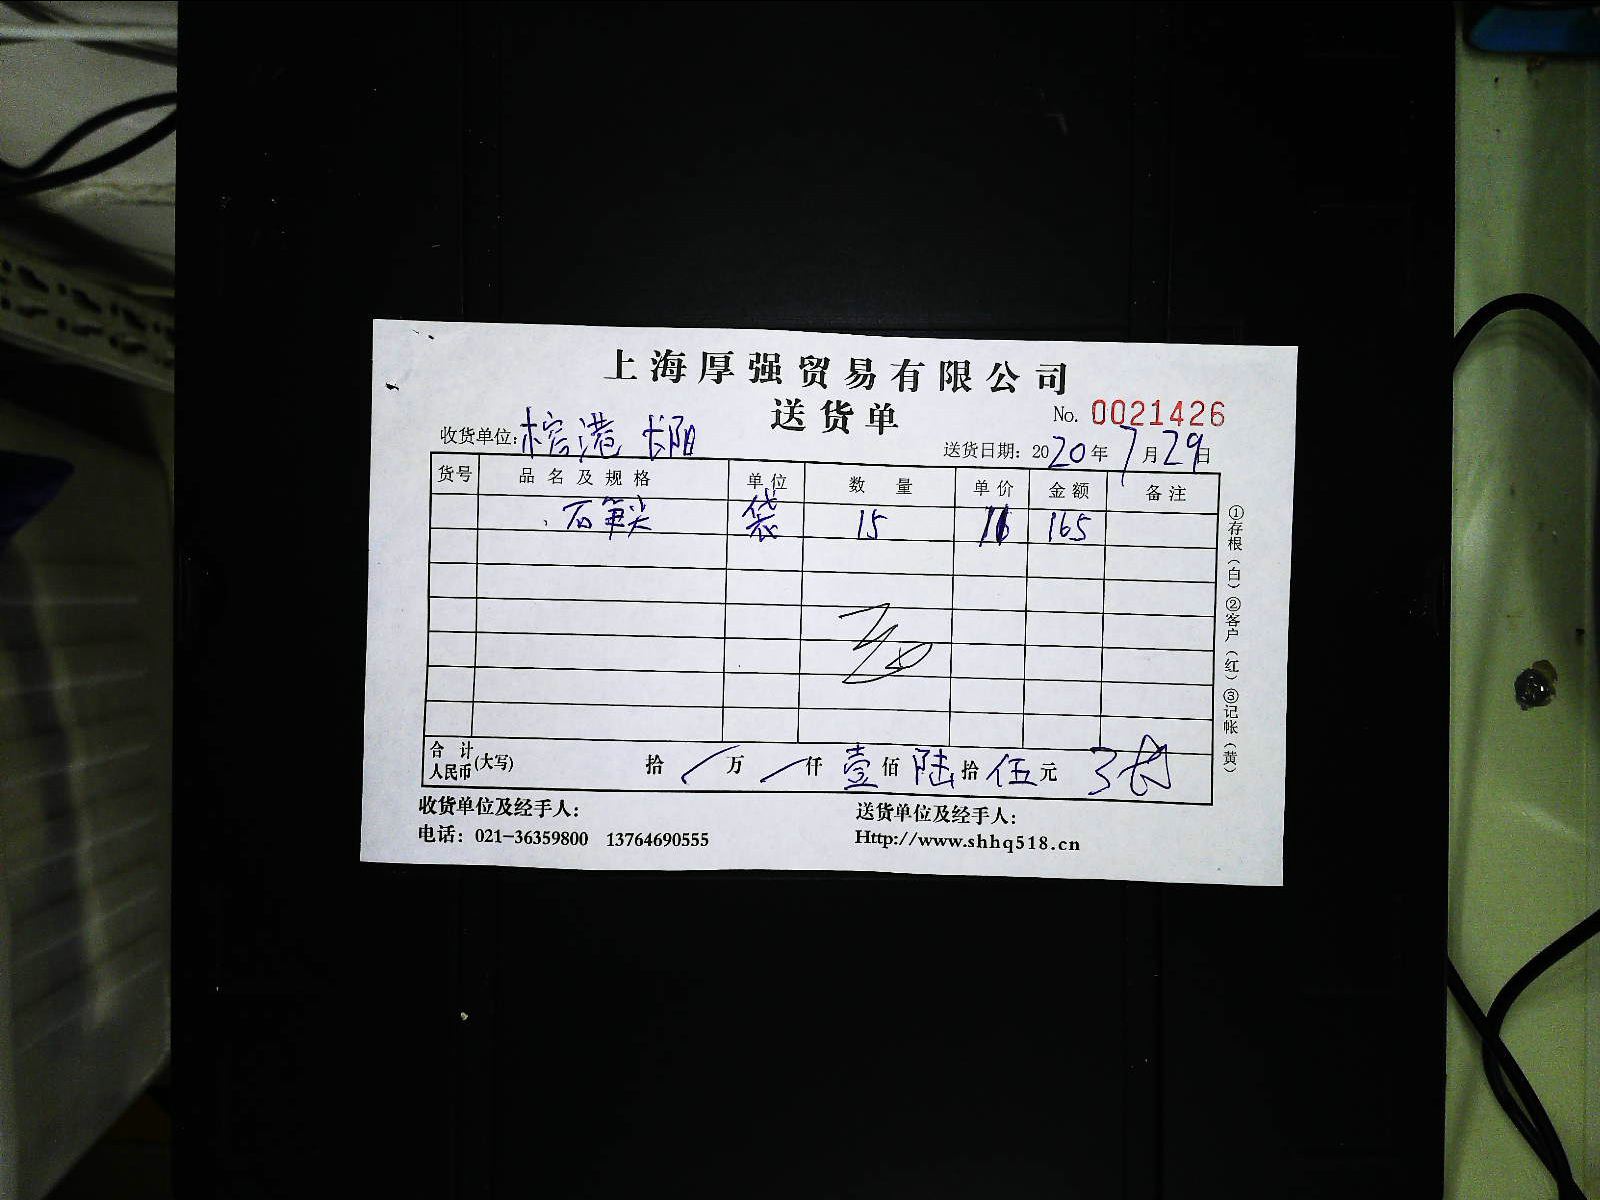 上海厚强贸易有限公司
送货单 No. 0021426
收货单位: 榕港 长阳 送货日期: 2020年7月29日
货号 品名及规格 单位 数量 单价 金额 备注
石笋尖 袋 15 165
合计人民币(大写) 拾 / 万 / 仟 壹佰 陆拾 伍元
收货单位及经手人: 送货单位及经手人:
电话: 021-36359800 13764690555 Http://www.shhq518.cn
①存根(白) ②客户(红) ③记帐(黄)